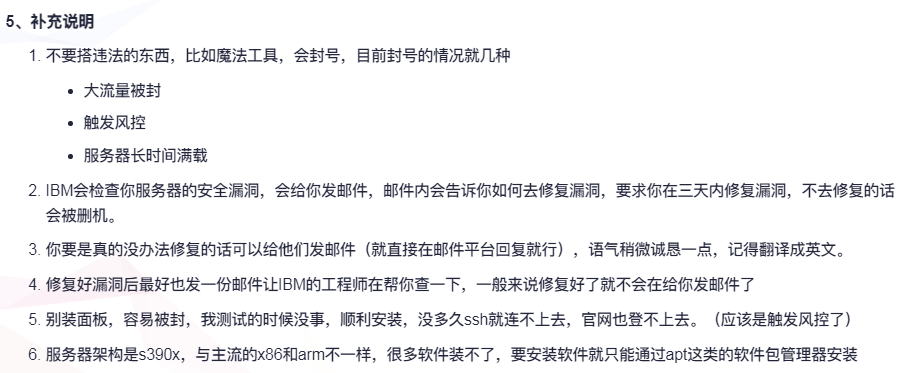 5、补充说明
1. 不要搭违法的东西，比如魔法工具，会封号，目前封号的情况就几种
• 大流量被封
• 触发风控
• 服务器长时间满载
2. IBM会检查你服务器的安全漏洞，会给你发邮件，邮件内会告诉你如何去修复漏洞，要求你在三天内修复漏洞，不去修复的话
会被删机。
3. 你要是真的没办法修复的话可以给他们发邮件（就直接在邮件平台回复就行），语气稍微诚恳一点，记得翻译成英文。
4. 修复好漏洞后最好也发一份邮件让IBM的工程师在帮你查一下，一般来说修复好了就不会在给你发邮件了
5. 别装面板，容易被封，我测试的时候没事，顺利安装，没多久ssh就连不上去，官网也登不上去。（应该是触发风控了）
6. 服务器架构是s390x，与主流的x86和arm不一样，很多软件装不了，要安装软件就只能通过apt这类的软件包管理器安装